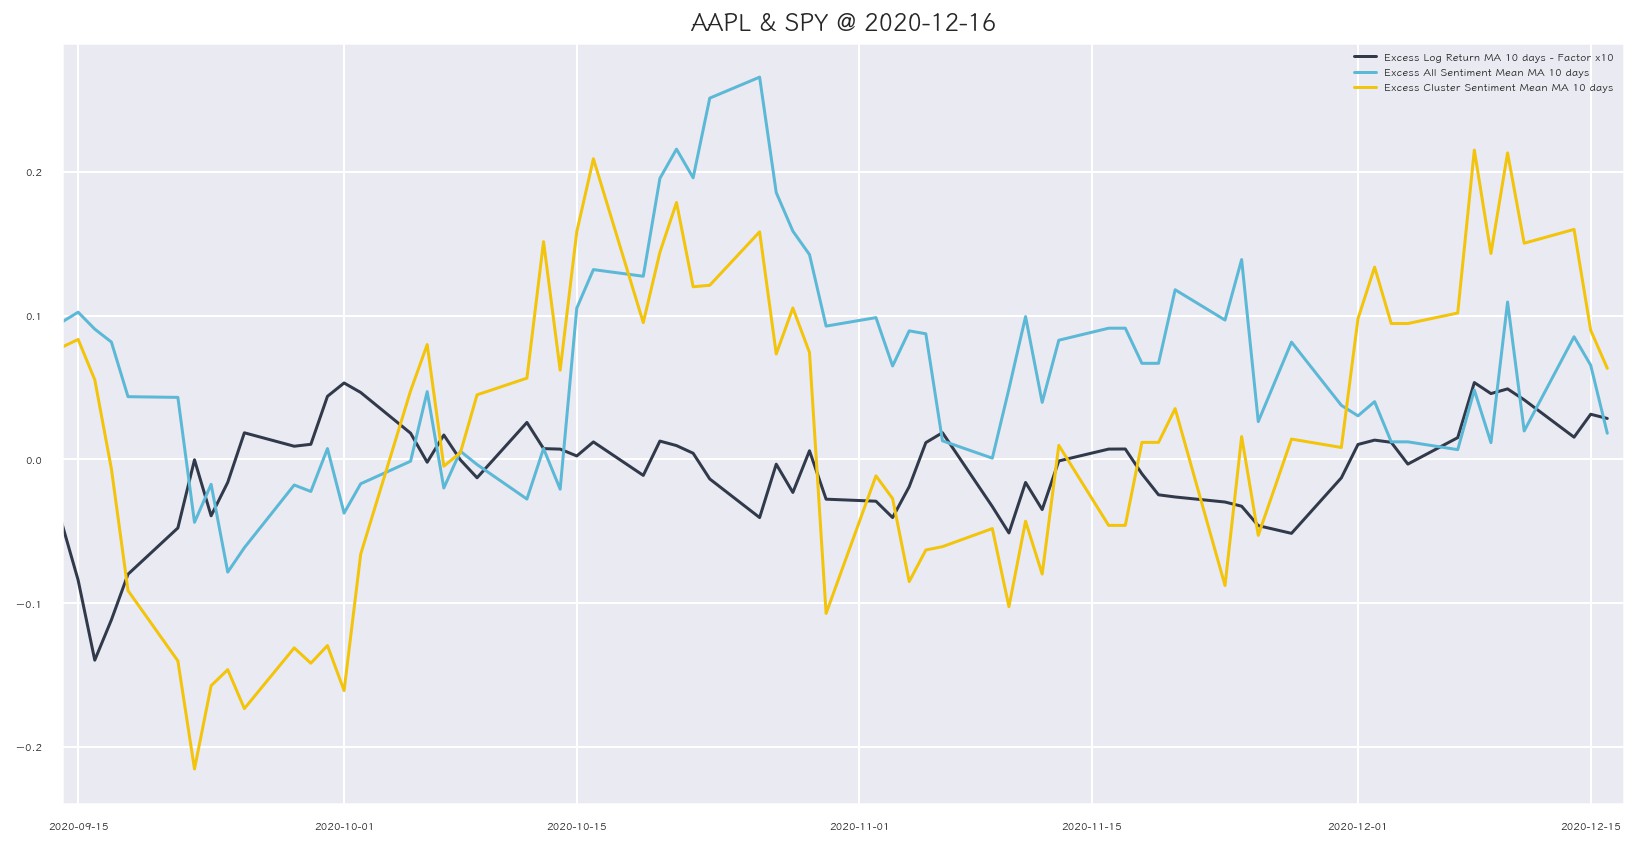 AAPL & SPY @ 2020-12-16
Excess Log Return MA 10 days - Factor x10
Excess All Sentiment Mean MA 10 days
Excess Cluster Sentiment Mean MA 10 days
0.2
0.1
0.0
−0.1
−0.2
2020-09-15 2020-10-01 2020-10-15 2020-11-01 2020-11-15 2020-12-01 2020-12-15